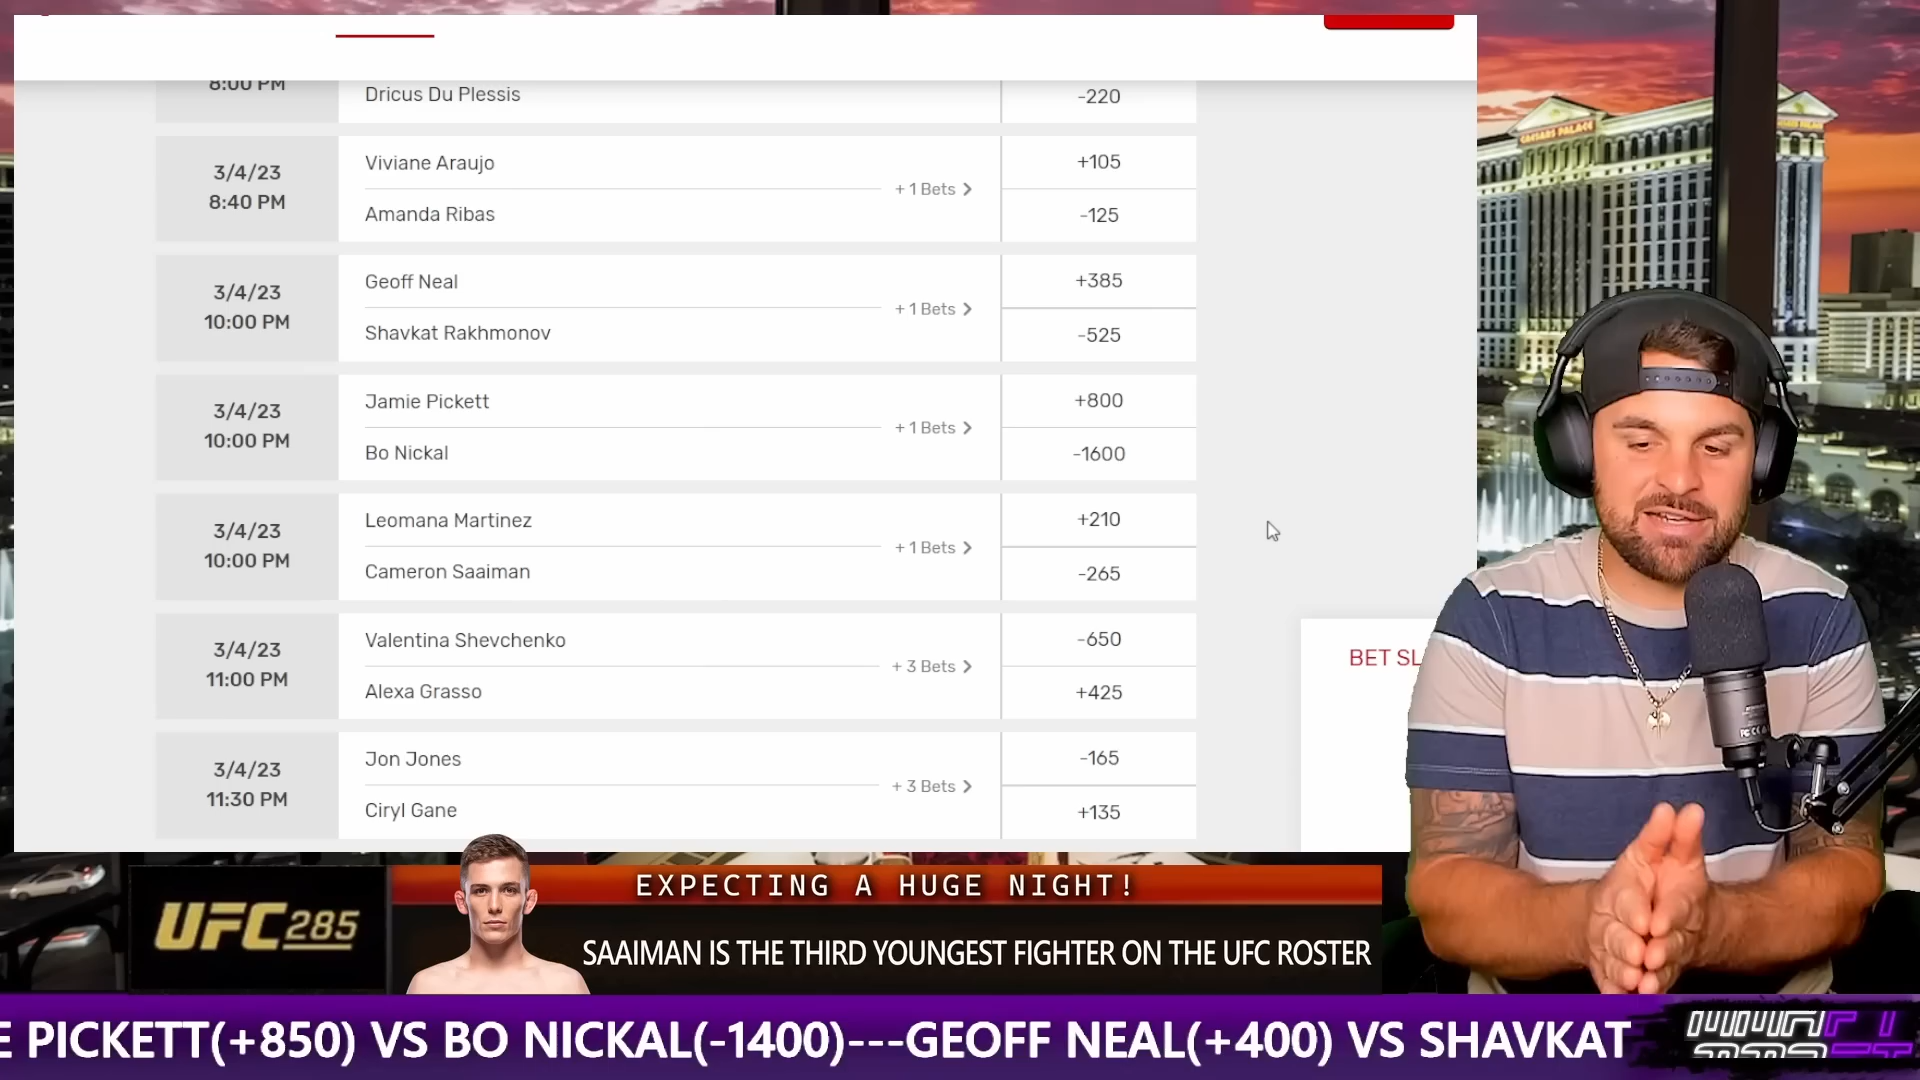 8:00 PM
Dricus Du Plessis
-220
3/4/23
8:40 PM
Viviane Araujo
+105
+ 1 Bets
Amanda Ribas
-125
3/4/23
10:00 PM
Geoff Neal
+385
+ 1 Bets
Shavkat Rakhmonov
-525
3/4/23
10:00 PM
Jamie Pickett
+800
+ 1 Bets
Bo Nickal
-1600
3/4/23
10:00 PM
Leomana Martinez
+210
+ 1 Bets
Cameron Saaiman
-265
3/4/23
11:00 PM
Valentina Shevchenko
-650
+ 3 Bets
Alexa Grasso
+425
3/4/23
11:30 PM
Jon Jones
-165
+ 3 Bets
Ciryl Gane
+135
BET SL
CAESARS PALACE
UFC 285
EXPECTING A HUGE NIGHT!
SAAIMAN IS THE THIRD YOUNGEST FIGHTER ON THE UFC ROSTER
E PICKETT(+850) VS BO NICKAL(-1400)---GEOFF NEAL(+400) VS SHAVKAT